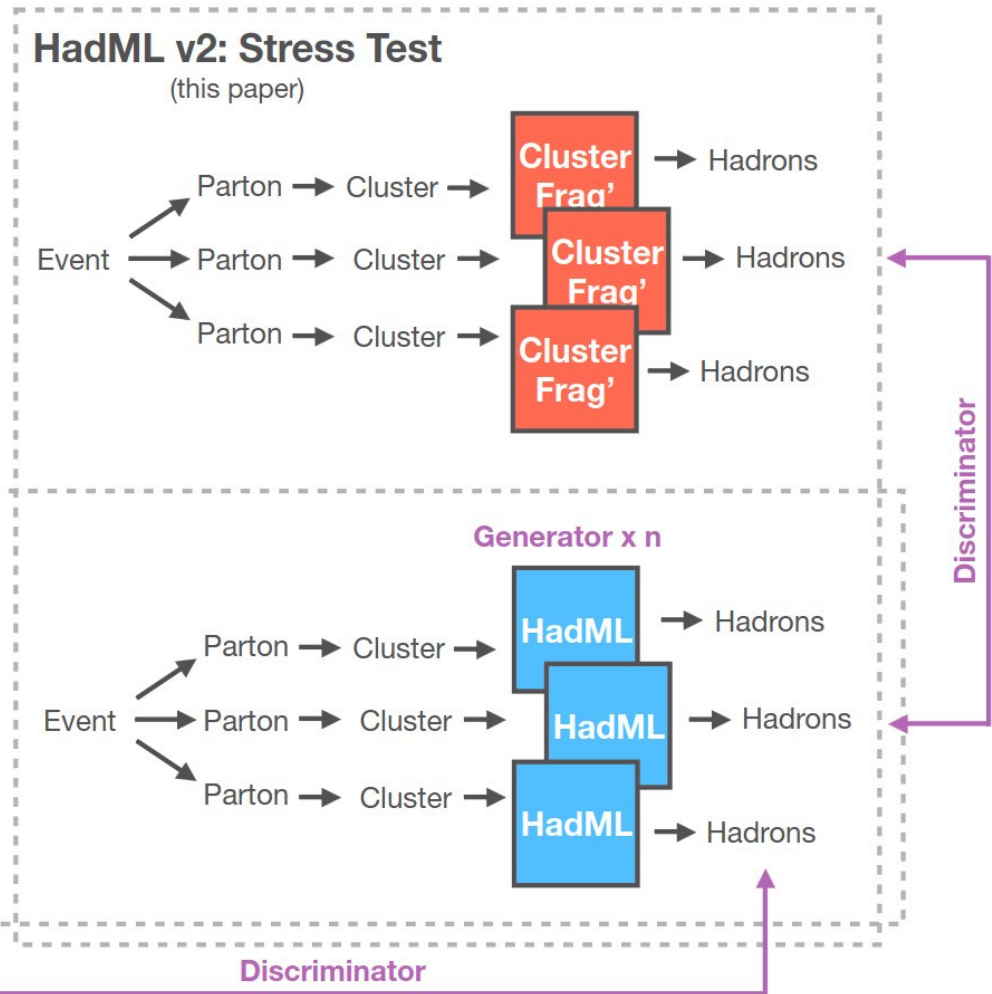 HadML v2: Stress Test
(this paper)
Cluster
Frag’
Hadrons
Parton
Cluster
Event
Parton
Cluster
Cluster
Frag’
Hadrons
Parton
Cluster
Cluster
Frag’
Hadrons
Discriminator
Generator x n
Parton
Cluster
HadML
Hadrons
Event
Parton
Cluster
HadML
Hadrons
Parton
Cluster
HadML
Hadrons
Discriminator